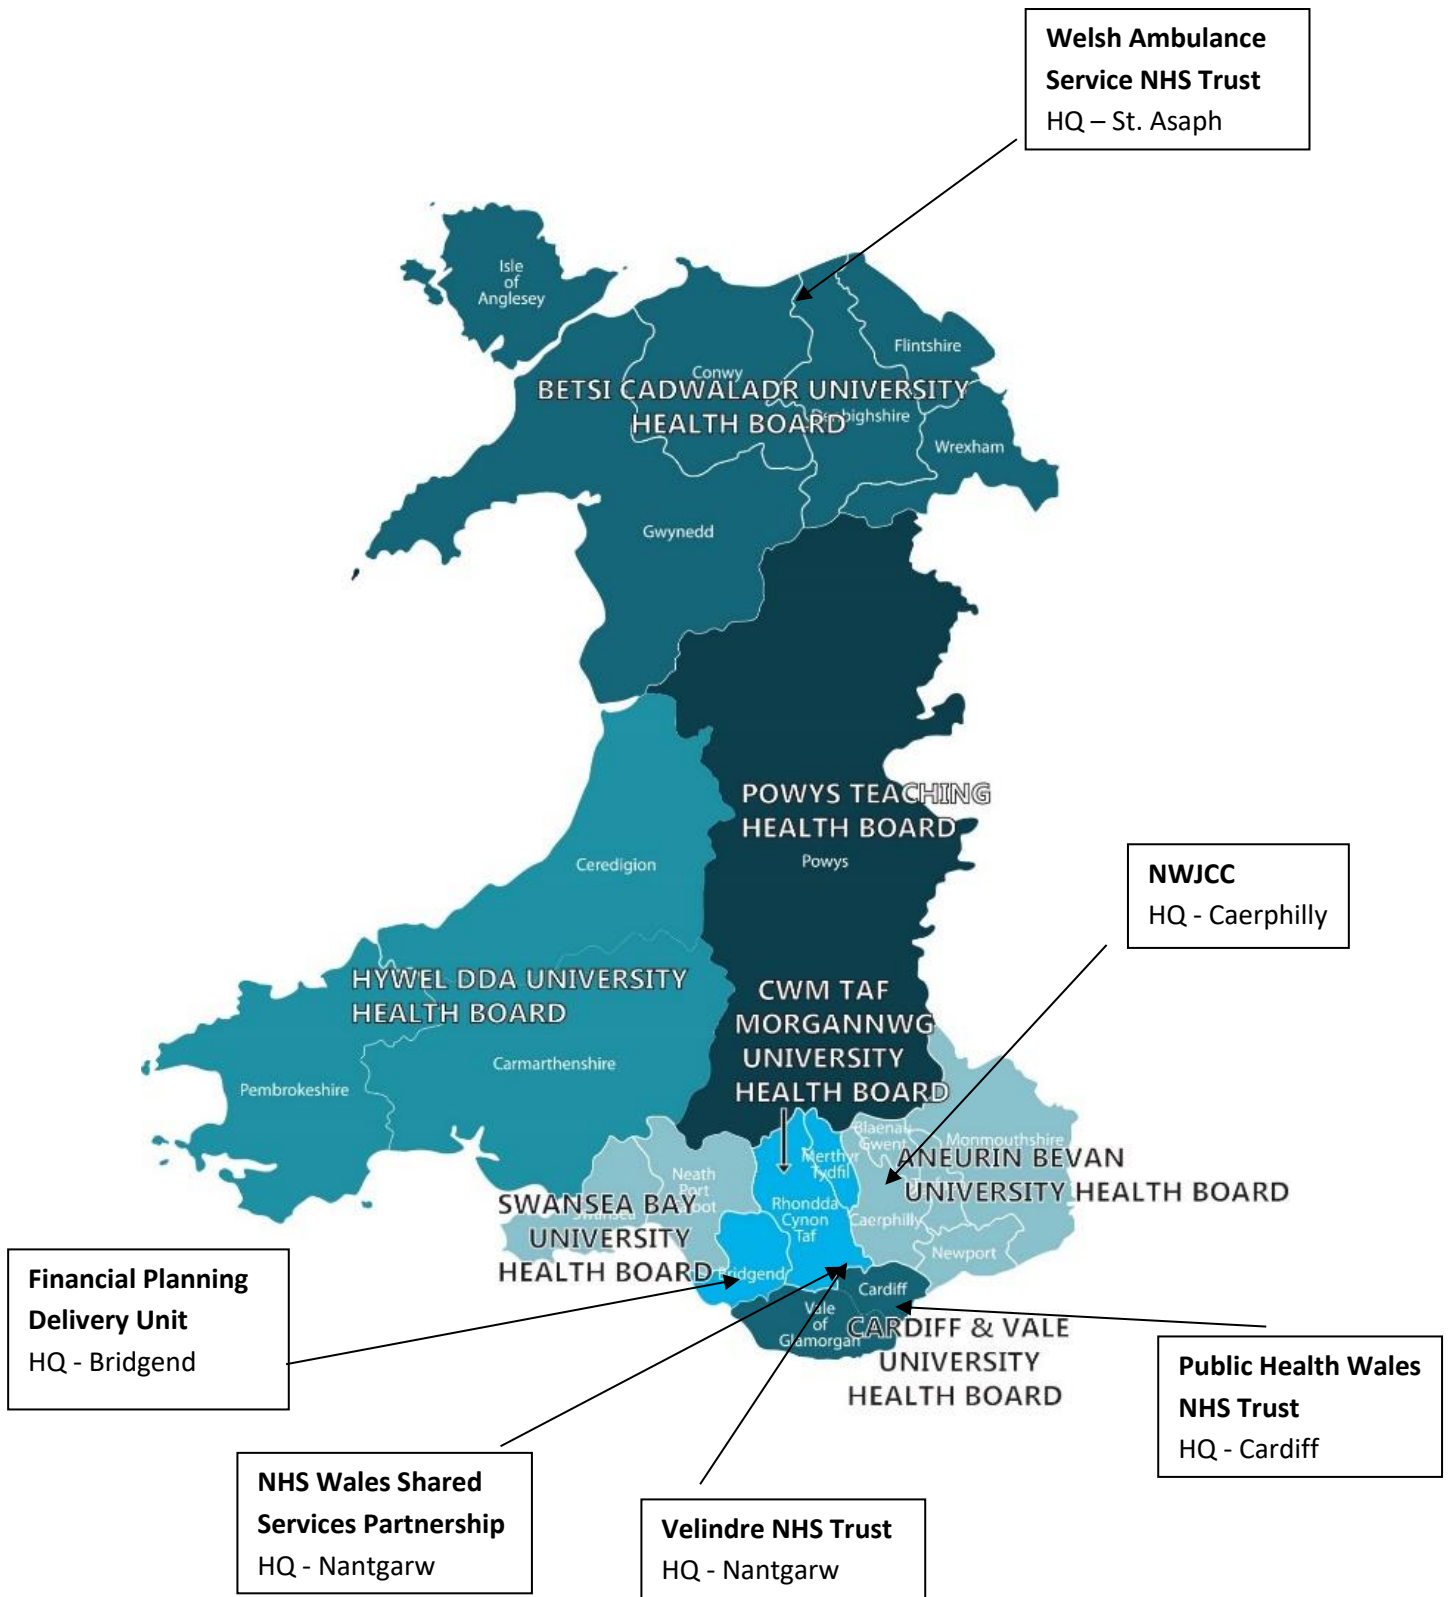 Welsh Ambulance
Service NHS Trust
HQ – St. Asaph
Isle
of
Anglesey
Flintshire
Conwy
BETSI CADWALADR UNIVERSITY
HEALTH BOARD
Denbighshire
Wrexham
Gwynedd
POWYS TEACHING
HEALTH BOARD
Powys
Ceredigion
NWJCC
HQ - Caerphilly
HYWEL DDA UNIVERSITY
HEALTH BOARD
CWM TAF
MORGANNWG
UNIVERSITY
HEALTH BOARD
Carmarthenshire
Pembrokeshire
Blaenau
Gwent
Monmouthshire
Merthyr
Tydfil
ANEURIN BEVAN
UNIVERSITY HEALTH BOARD
Neath
Port
Talbot
Swansea
SWANSEA BAY
UNIVERSITY
HEALTH BOARD
Rhondda
Cynon
Taf
Caerphilly
Newport
Bridgend
Cardiff
Vale
of
Glamorgan
CARDIFF & VALE
UNIVERSITY
HEALTH BOARD
Financial Planning
Delivery Unit
HQ - Bridgend
Public Health Wales
NHS Trust
HQ - Cardiff
NHS Wales Shared
Services Partnership
HQ - Nantgarw
Velindre NHS Trust
HQ - Nantgarw